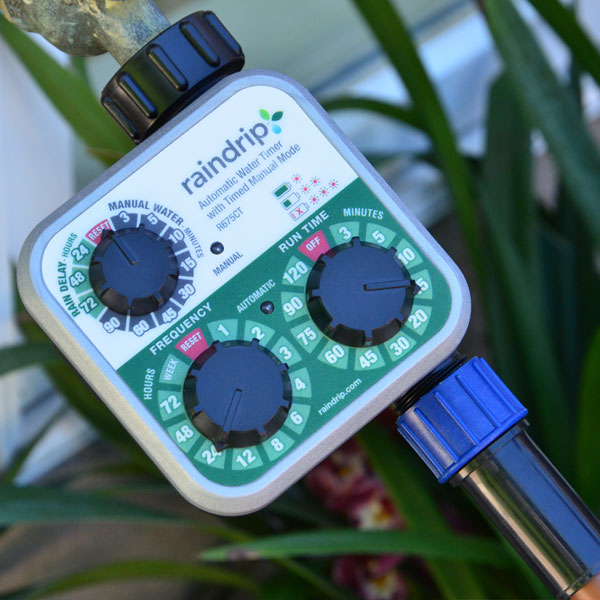 raindrip
Automatic Water Timer
with Timed Manual Mode
R675CT
MANUAL WATER
MINUTES
RESET 3 5 10 15 30 45 60 90
RAIN DELAY HOURS
24 48 72
MANUAL
RUN TIME
MINUTES
OFF 3 5 10 15 20 30 45 60 75 90 120
AUTOMATIC
FREQUENCY
HOURS
RESET 1 2 3 4 6 8 12 24 48 72 WEEK
raindrip.com